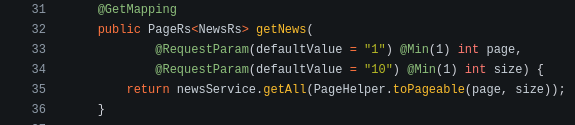 31 @GetMapping
32 public PageRs<NewsRs> getNews(
33 @RequestParam(defaultValue = "1") @Min(1) int page,
34 @RequestParam(defaultValue = "10") @Min(1) int size) {
35 return newsService.getAll(PageHelper.toPageable(page, size));
36 }